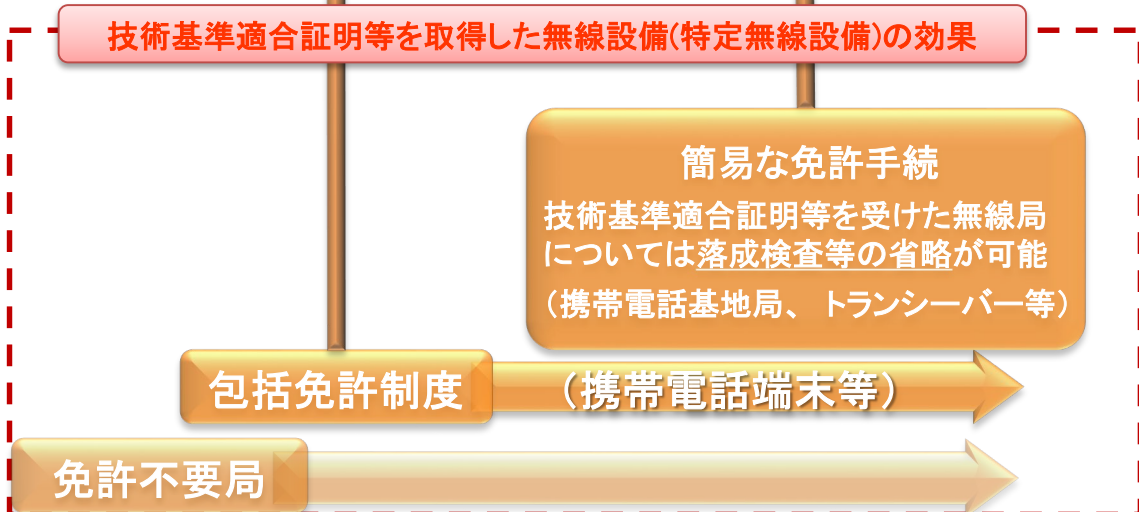 技術基準適合証明等を取得した無線設備(特定無線設備)の効果
簡易な免許手続
技術基準適合証明等を受けた無線局
については落成検査等の省略が可能
（携帯電話基地局、トランシーバー等）
包括免許制度
（携帯電話端末等）
免許不要局